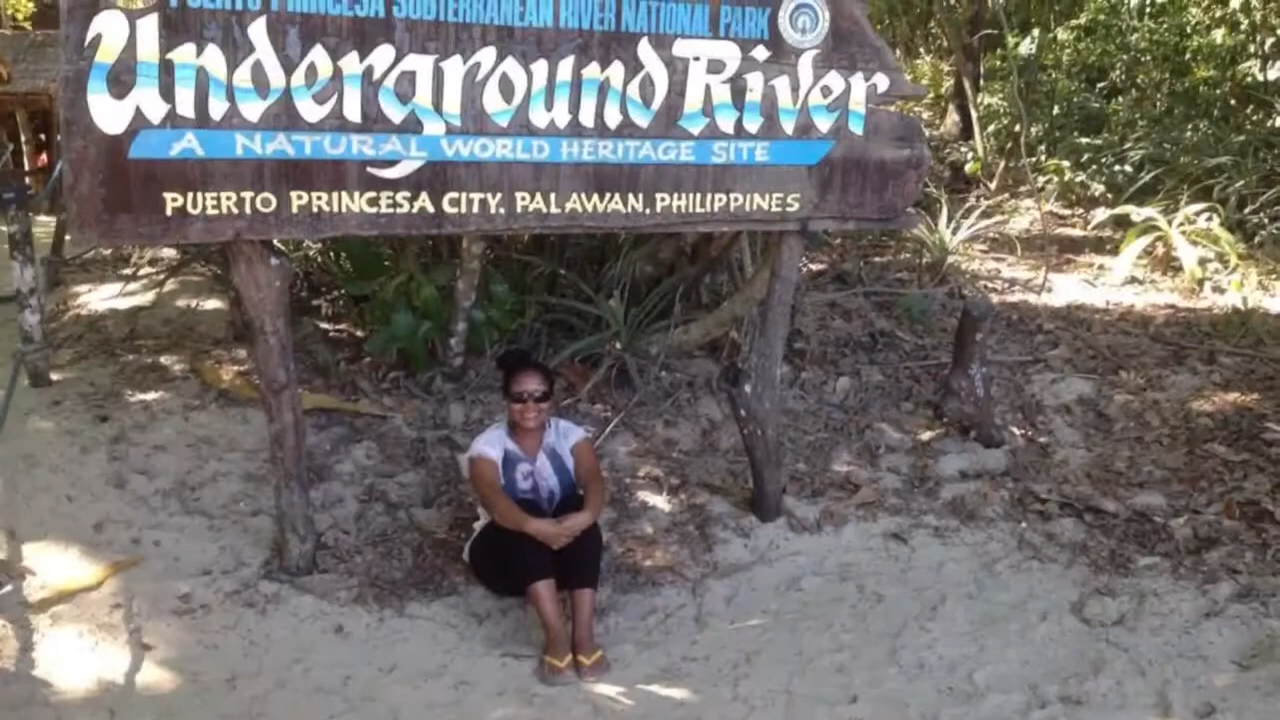 PUERTO PRINCESA SUBTERRANEAN RIVER NATIONAL PARK
Underground River
A NATURAL WORLD HERITAGE SITE
PUERTO PRINCESA CITY, PALAWAN, PHILIPPINES